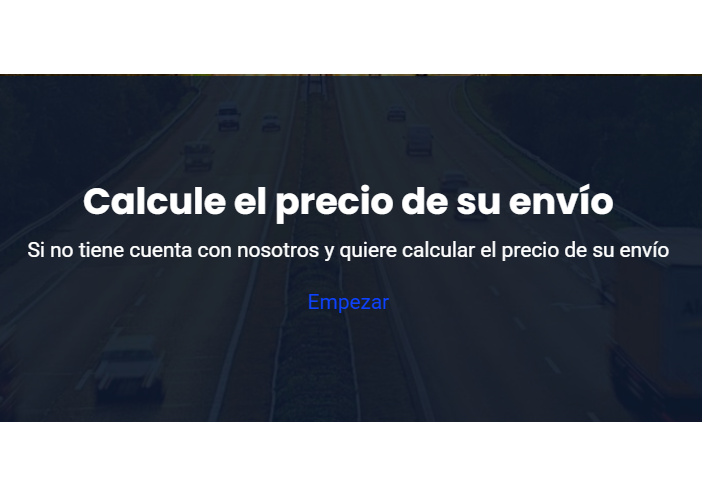 Calcule el precio de su envío
Si no tiene cuenta con nosotros y quiere calcular el precio de su envío
Empezar